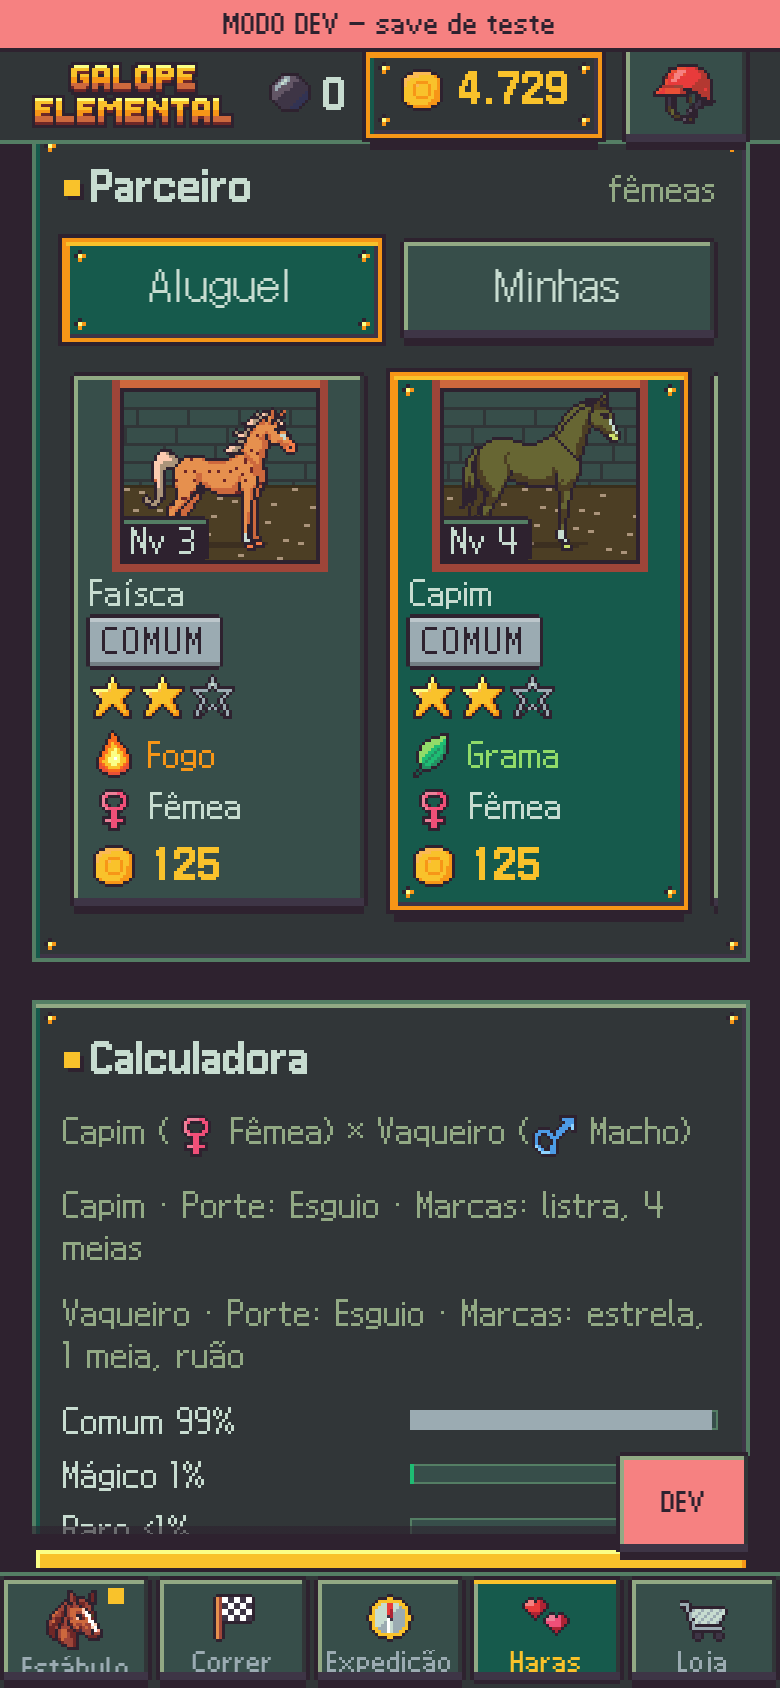 MODO DEV — save de teste
GALOPE
ELEMENTAL
0
4.729
Parceiro
fêmeas
Aluguel
Minhas
Nv 3
Nv 4
Faísca
Capim
COMUM
COMUM
Fogo
Grama
Fêmea
Fêmea
125
125
Calculadora
Capim (♀ Fêmea) × Vaqueiro (♂ Macho)
Capim · Porte: Esguio · Marcas: listra, 4
meias
Vaqueiro · Porte: Esguio · Marcas: estrela,
1 meia, ruão
Comum 99%
Mágico 1%
Raro <1%
DEV
Estábulo
Correr
Expedição
Haras
Loja